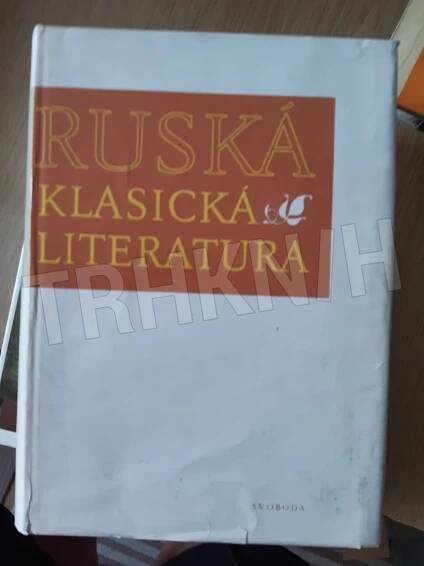 RUSKÁ
KLASICKÁ
LITERATURA
TRHKNIH
SVOBODA